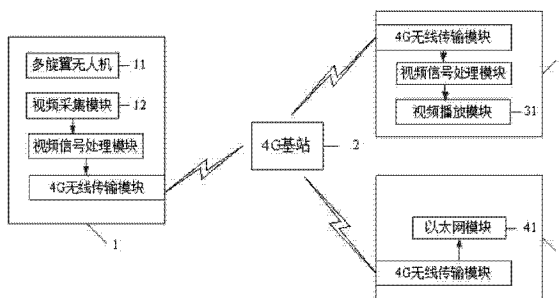 多旋翼无人机
11
视频采集模块
12
视频信号处理模块
4G无线传输模块
1
4G基站
2
4G无线传输模块
视频信号处理模块
视频播放模块
31
以太网模块
41
4G无线传输模块